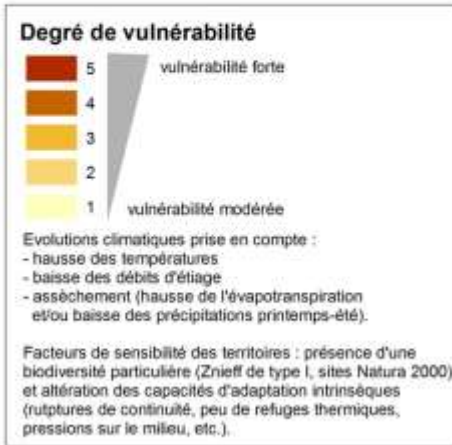 Degré de vulnérabilité
5 vulnérabilité forte
4
3
2
1 vulnérabilité modérée
Evolutions climatiques prise en compte :
- hausse des températures
- baisse des débits d'étiage
- assèchement (hausse de l'évapotranspiration
et/ou baisse des précipitations printemps-été).
Facteurs de sensibilité des territoires : présence d'une
biodiversité particulière (Znieff de type I, sites Natura 2000)
et altération des capacités d'adaptation intrinsèques
(rutptures de continuité, peu de refuges thermiques,
pressions sur le milieu, etc.).